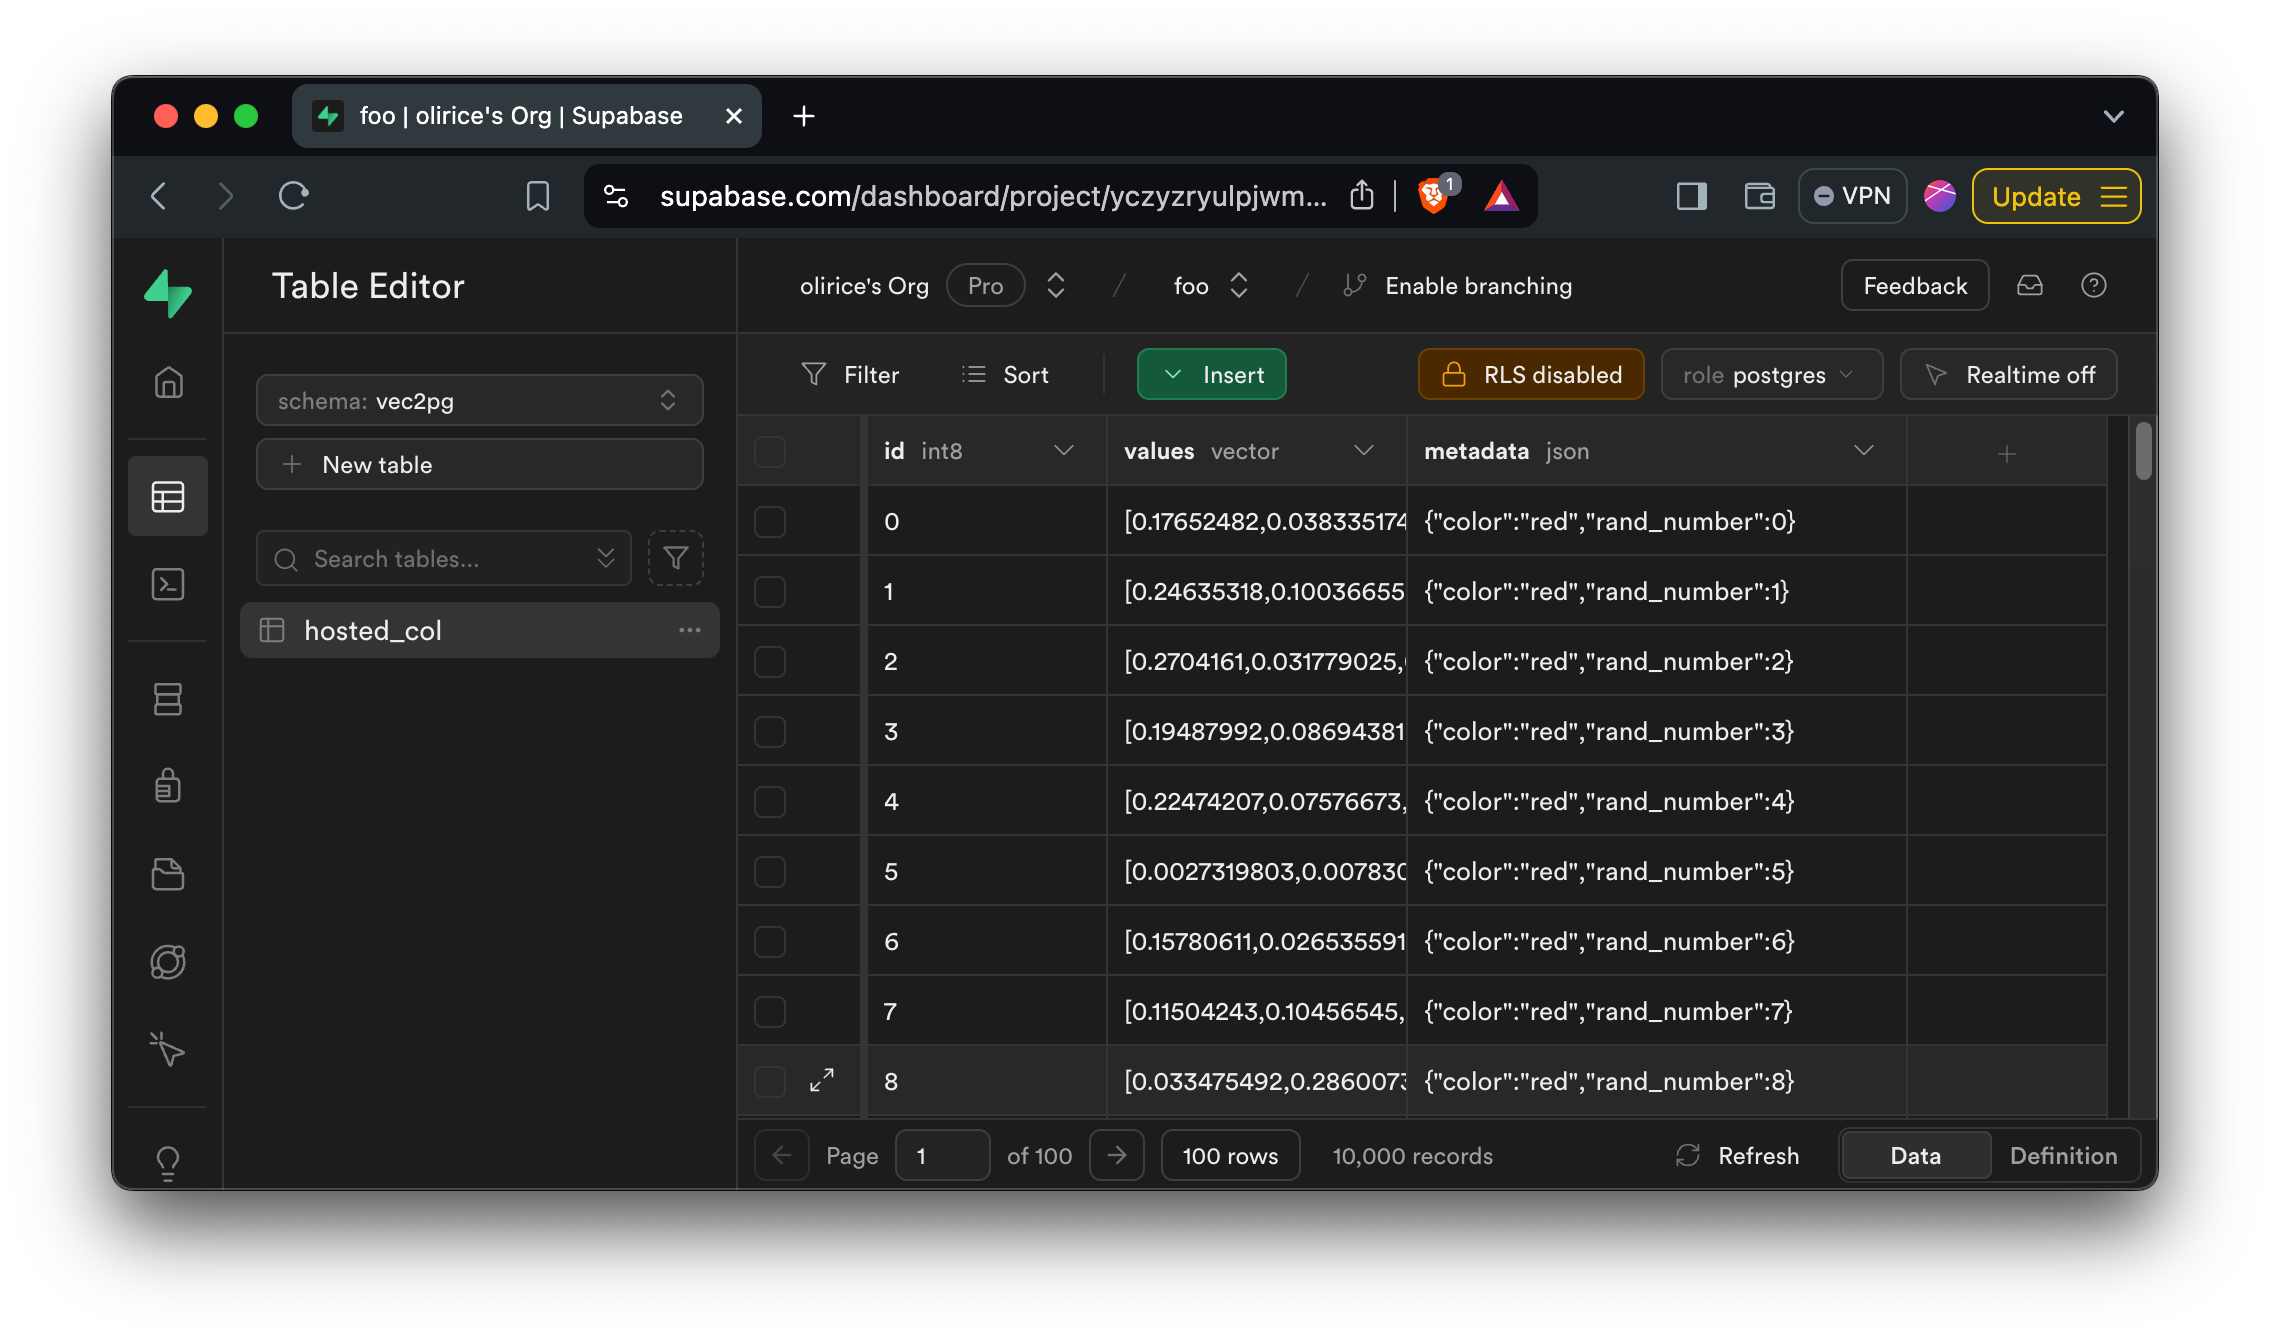 foo | olirice's Org | Supabase
supabase.com/dashboard/project/yczyzryulpjwm...
1
VPN
Update
Table Editor
olirice's Org Pro / foo / Enable branching
Feedback
schema: vec2pg
New table
Search tables...
hosted_col
Filter
Sort
Insert
RLS disabled
role postgres
Realtime off
id int8 values vector metadata json
0 [0.17652482,0.038335174 {"color":"red","rand_number":0}
1 [0.24635318,0.10036655 {"color":"red","rand_number":1}
2 [0.2704161,0.031779025, {"color":"red","rand_number":2}
3 [0.19487992,0.08694381 {"color":"red","rand_number":3}
4 [0.22474207,0.07576673, {"color":"red","rand_number":4}
5 [0.0027319803,0.007830 {"color":"red","rand_number":5}
6 [0.15780611,0.026535591 {"color":"red","rand_number":6}
7 [0.11504243,0.10456545, {"color":"red","rand_number":7}
8 [0.033475492,0.2860073 {"color":"red","rand_number":8}
Page 1 of 100
100 rows
10,000 records
Refresh
Data
Definition